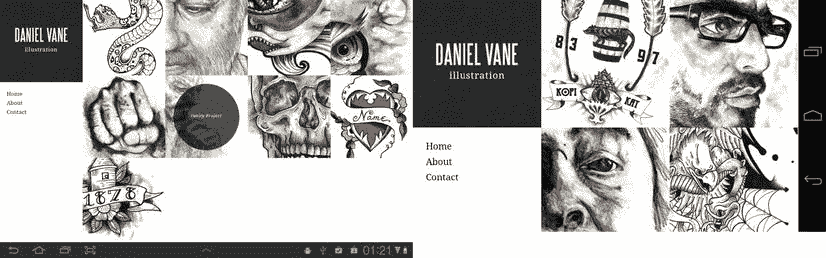 DANIEL VANE
illustration
Home
About
Contact
Family Project
Name
1878
01:21
DANIEL VANE
illustration
Home
About
Contact
83 97
KOFI KAT